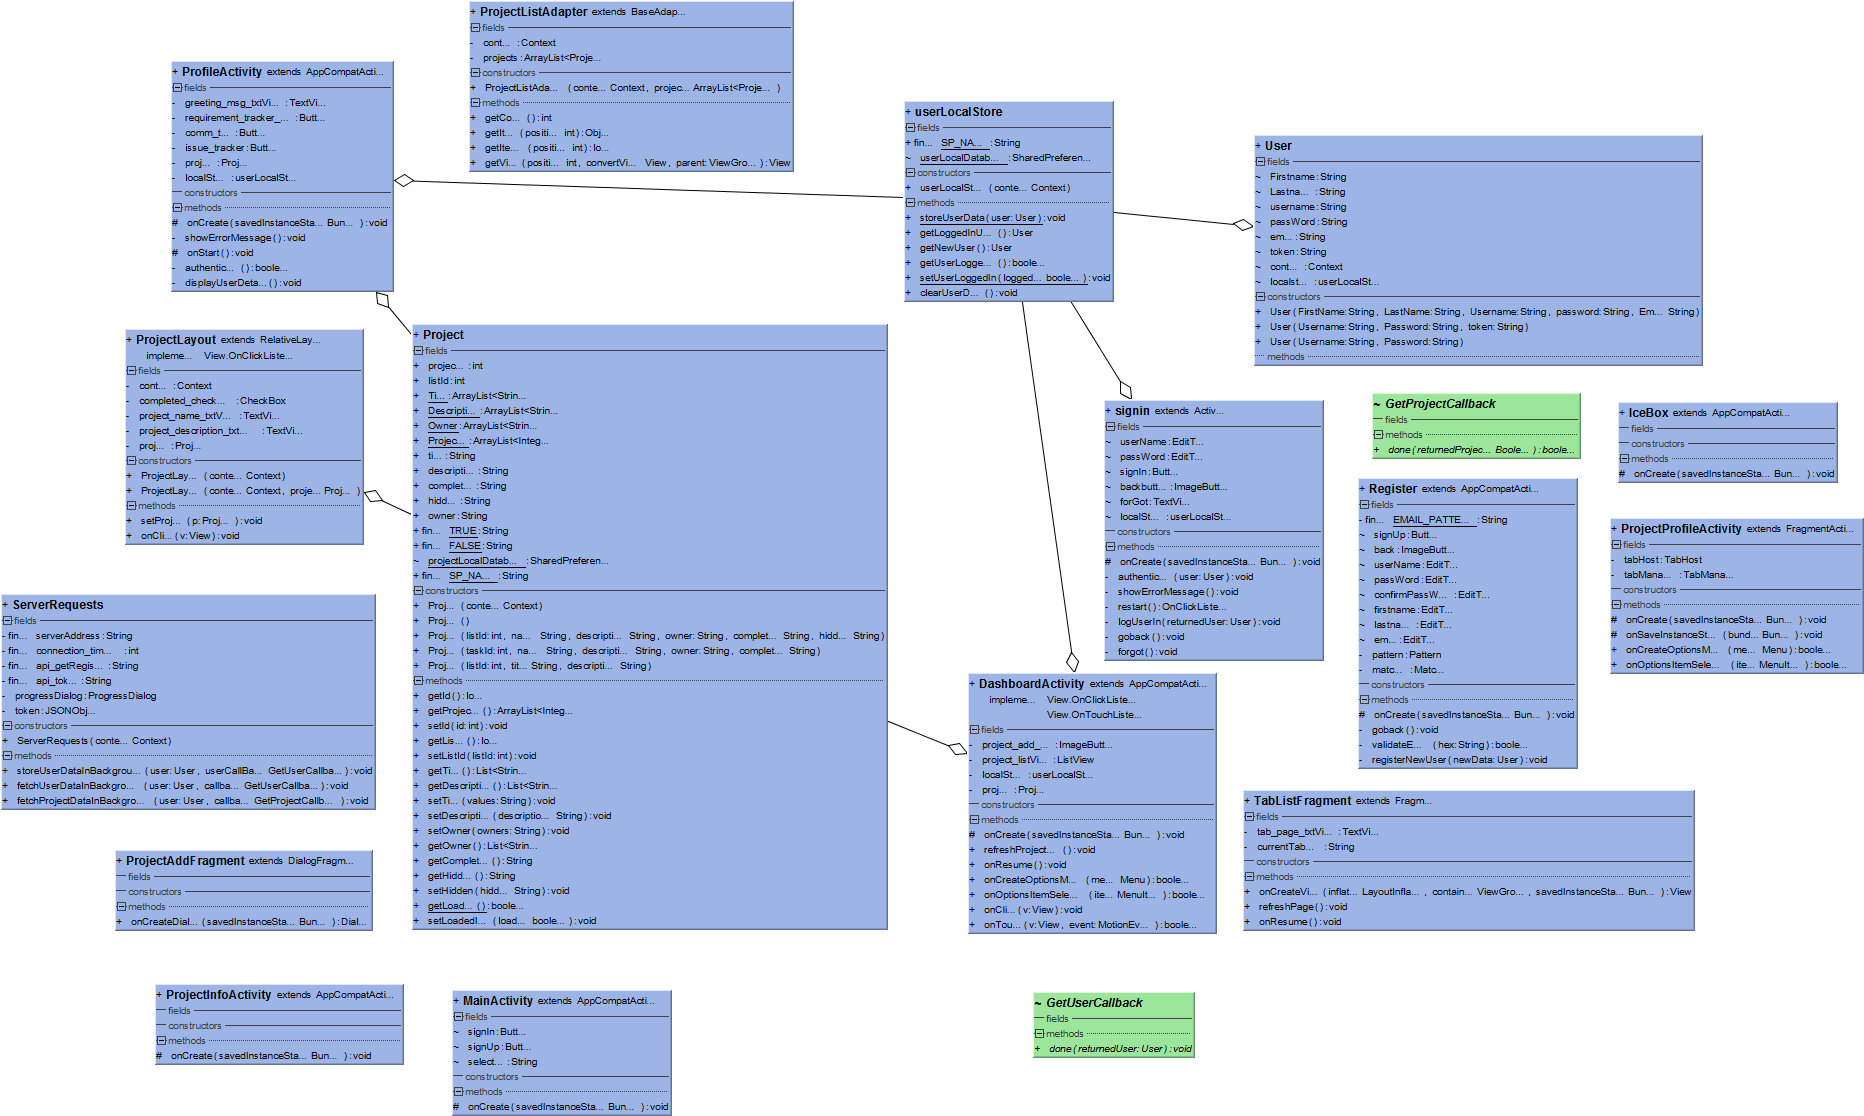 + ProjectListAdapter extends BaseAdap...
fields
- cont... : Context
- projects : ArrayList<Proje...
constructors
+ ProjectListAda... (conte... Context, projec... ArrayList<Proje... )
methods
+ getCo... () : int
+ getIt... (positi... int) : Obj...
+ getIte... (positi... int) : lo...
+ getVi... (positi... int, convertVi... View, parent: ViewGro... ) : View
+ ProfileActivity extends AppCompatActi...
fields
- greeting_msg_txtVi... : TextVi...
- requirement_tracker_... : Butt...
- comm_t... : Butt...
- issue_tracker : Butt...
- proj... : Proj...
- localSt... : userLocalSt...
constructors
methods
# onCreate (savedInstanceSta... Bun... ) : void
- showErrorMessage () : void
# onStart () : void
- authentic... () : boole...
- displayUserDeta... () : void
+ userLocalStore
fields
+ fin... SP_NA... : String
~ userLocalDatab... : SharedPreferen...
constructors
+ userLocalSt... (conte... Context)
methods
+ storeUserData (user: User) : void
+ getLoggedInU... () : User
+ getNewUser () : User
+ getUserLogge... () : boole...
+ setUserLoggedIn (logged... boole... ) : void
+ clearUserD... () : void
+ User
fields
~ Firstname : String
~ Lastna... : String
~ username : String
~ passWord : String
~ em... : String
~ token : String
~ cont... : Context
~ localst... : userLocalSt...
constructors
+ User (FirstName: String, LastName: String, Username: String, password: String, Em... String)
+ User (Username: String, Password: String, token: String)
+ User (Username: String, Password: String)
methods
+ ProjectLayout extends RelativeLay...
impleme... View.OnClickListe...
fields
- cont... : Context
- completed_check... : CheckBox
- project_name_txtV... : TextVi...
- project_description_txt... : TextVi...
- proj... : Proj...
constructors
+ ProjectLay... (conte... Context)
+ ProjectLay... (conte... Context, proje... Proj... )
methods
+ setProj... (p: Proj... ) : void
+ onCli... (v: View) : void
+ Project
fields
+ projec... : int
+ listId : int
+ Ti... : ArrayList<Strin...
+ Descripti... : ArrayList<Strin...
+ Owner : ArrayList<Strin...
+ Projec... : ArrayList<Integ...
+ ti... : String
+ descripti... : String
+ complet... : String
+ hidd... : String
+ owner : String
+ fin... TRUE : String
+ fin... FALSE : String
~ projectLocalDatab... : SharedPreferen...
+ fin... SP_NA... : String
constructors
+ Proj... (conte... Context)
+ Proj... ()
+ Proj... (listId: int, na... String, descripti... String, owner: String, complet... String, hidd... String)
+ Proj... (taskId: int, na... String, descripti... String, owner: String, complet... String)
+ Proj... (listId: int, tit... String, descripti... String)
methods
+ getId () : lo...
+ getProjec... () : ArrayList<Integ...
+ setId (id: int) : void
+ getLis... () : lo...
+ setListId (listId: int) : void
+ getTi... () : List<Strin...
+ getDescripti... () : List<Strin...
+ setTi... (values: String) : void
+ setDescripti... (descriptio... String) : void
+ setOwner (owners: String) : void
+ getOwner () : List<Strin...
+ getComplet... () : String
+ getHidd... () : String
+ setHidden (hidd... String) : void
+ getLoad... () : boole...
+ setLoadedI... (load... boole... ) : void
+ signin extends Activ...
fields
~ userName : EditT...
~ passWord : EditT...
~ signIn : Butt...
~ backbutt... : ImageButt...
~ forGot : TextVi...
~ localSt... : userLocalSt...
constructors
methods
# onCreate (savedInstanceSta... Bun... ) : void
- authentic... (user: User) : void
- showErrorMessage () : void
- restart () : OnClickListe...
- logUserIn (returnedUser: User) : void
- goback () : void
- forgot () : void
~ GetProjectCallback
fields
methods
+ done (returnedProjec... Boole... ) : boole...
+ IceBox extends AppCompatActi...
fields
constructors
methods
# onCreate (savedInstanceSta... Bun... ) : void
+ Register extends AppCompatActi...
fields
- fin... EMAIL_PATTE... : String
~ signUp : Butt...
~ back : ImageButt...
~ userName : EditT...
~ passWord : EditT...
~ confirmPassW... : EditT...
~ firstname : EditT...
~ lastna... : EditT...
~ em... : EditT...
- pattern : Pattern
- matc... : Matc...
constructors
methods
# onCreate (savedInstanceSta... Bun... ) : void
- goback () : void
- validateE... (hex: String) : boole...
- registerNewUser (newData: User) : void
+ ProjectProfileActivity extends FragmentActi...
fields
- tabHost : TabHost
- tabMana... : TabMana...
constructors
methods
# onCreate (savedInstanceSta... Bun... ) : void
# onSaveInstanceSt... (bund... Bun... ) : void
+ onCreateOptionsM... (me... Menu) : boole...
+ onOptionsItemSele... (ite... MenuIt... ) : boole...
+ ServerRequests
fields
- fin... serverAddress : String
- fin... connection_tim... : int
- fin... api_getRegis... : String
- fin... api_tok... : String
- progressDialog : ProgressDialog
- token : JSONObj...
constructors
+ ServerRequests (conte... Context)
methods
+ storeUserDataInBackgrou... (user: User, userCallBa... GetUserCallba... ) : void
+ fetchUserDataInBackgro... (user: User, callba... GetUserCallba... ) : void
+ fetchProjectDataInBackgro... (user: User, callba... GetProjectCallb... ) : void
+ DashboardActivity extends AppCompatActi...
impleme... View.OnClickListe...
View.OnTouchListe...
fields
- project_add_... : ImageButt...
- project_listVi... : ListView
- localSt... : userLocalSt...
- proj... : Proj...
constructors
methods
# onCreate (savedInstanceSta... Bun... ) : void
+ refreshProject... () : void
+ onResume () : void
+ onCreateOptionsM... (me... Menu) : boole...
+ onOptionsItemSele... (ite... MenuIt... ) : boole...
+ onCli... (v: View) : void
+ onTou... (v: View, event: MotionEv... ) : boole...
+ TabListFragment extends Fragm...
fields
- tab_page_txtVi... : TextVi...
- currentTab... : String
constructors
methods
+ onCreateVi... (inflat... LayoutInfla... , contain... ViewGro... , savedInstanceSta... Bun... ) : View
+ refreshPage () : void
+ onResume () : void
+ ProjectAddFragment extends DialogFragm...
fields
constructors
methods
+ onCreateDial... (savedInstanceSta... Bun... ) : Dial...
+ ProjectInfoActivity extends AppCompatActi...
fields
constructors
methods
# onCreate (savedInstanceSta... Bun... ) : void
+ MainActivity extends AppCompatActi...
fields
~ signIn : Butt...
~ signUp : Butt...
~ select... : String
constructors
methods
# onCreate (savedInstanceSta... Bun... ) : void
~ GetUserCallback
fields
methods
+ done (returnedUser: User) : void